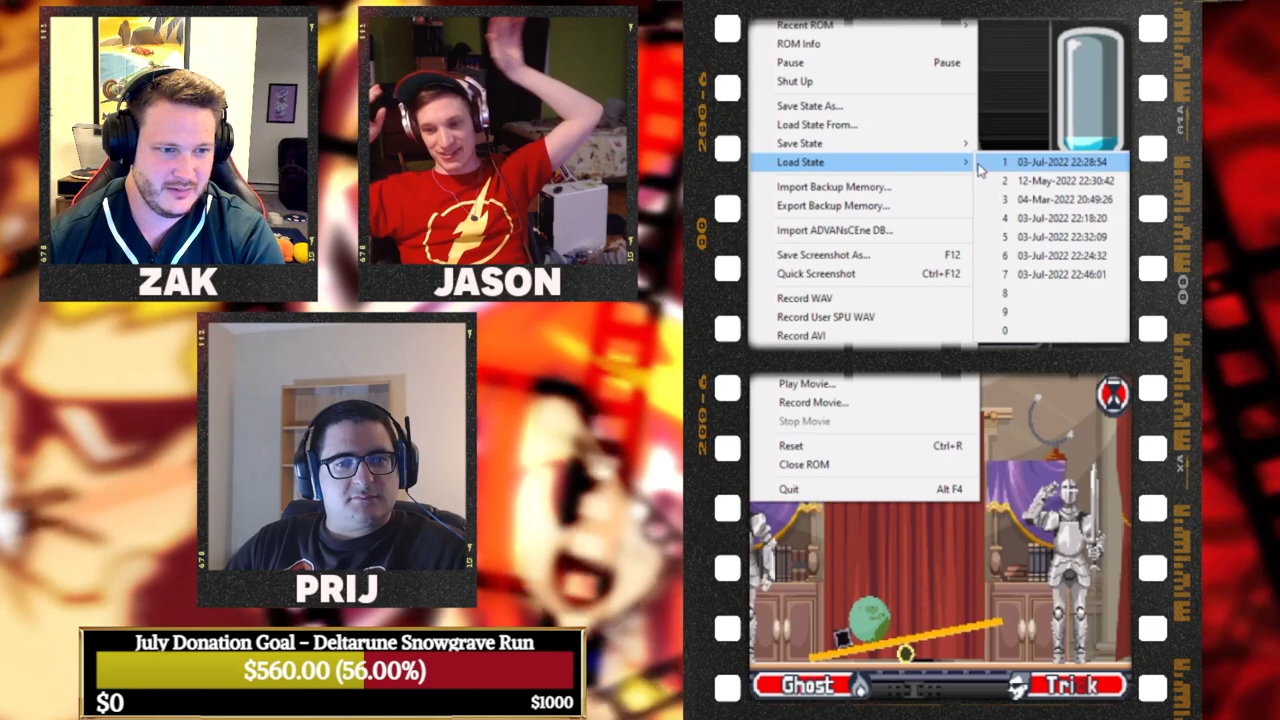 ZAK
JASON
PRIJ
July Donation Goal – Deltarune Snowgrave Run
$560.00 (56.00%)
$0
$1000
Recent ROM
ROM Info
Pause Pause
Shut Up
Save State As...
Load State From...
Save State
Load State
Import Backup Memory...
Export Backup Memory...
Import ADVANsCEne DB...
Save Screenshot As... F12
Quick Screenshot Ctrl+F12
Record WAV
Record User SPU WAV
Record AVI
1 03-Jul-2022 22:28:54
2 12-May-2022 22:30:42
3 04-Mar-2022 20:49:26
4 03-Jul-2022 22:18:20
5 03-Jul-2022 22:32:09
6 03-Jul-2022 22:24:32
7 03-Jul-2022 22:46:01
8
9
0
Play Movie...
Record Movie...
Stop Movie
Reset Ctrl+R
Close ROM
Quit Alt F4
Ghost
Trick
200-6
00
200-6